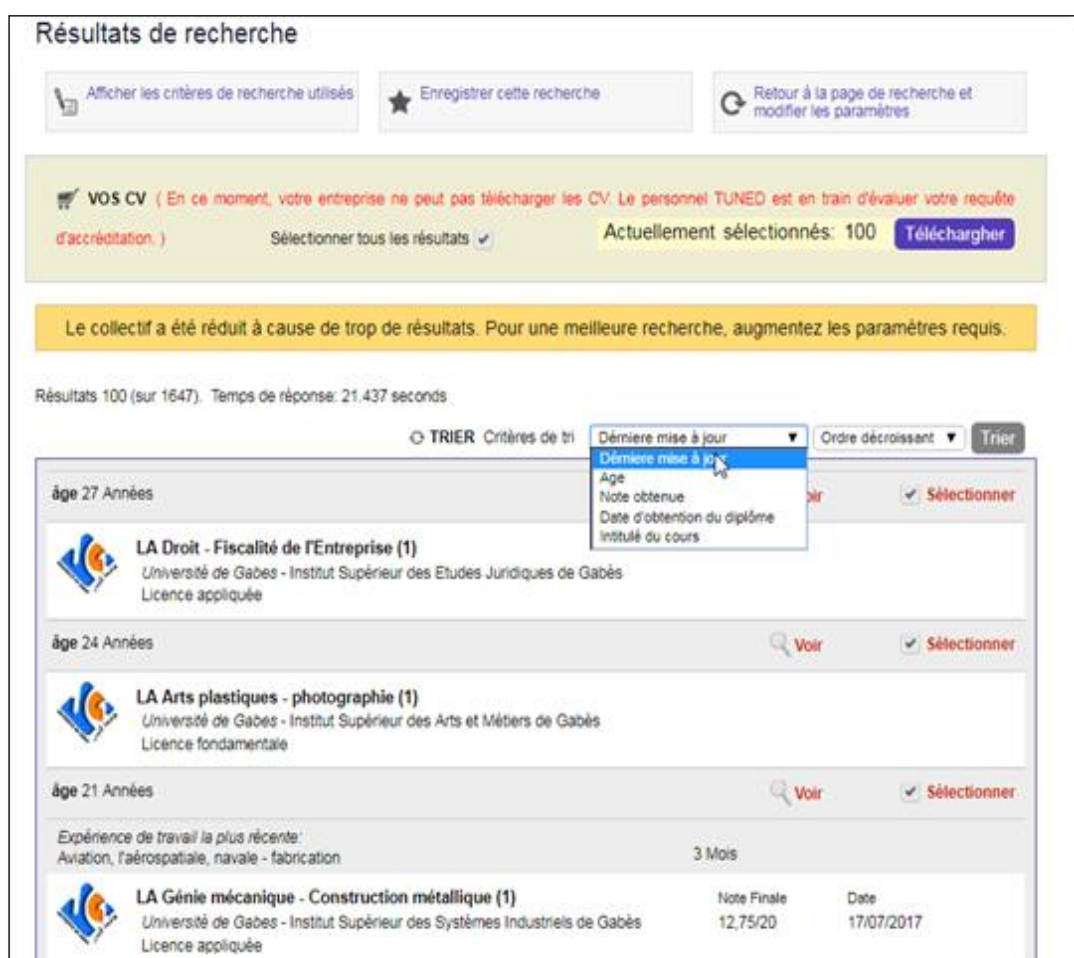 Résultats de recherche
Afficher les critères de recherche utilisés
Enregistrer cette recherche
Retour à la page de recherche et
modifier les paramètres
VOS CV ( En ce moment, votre entreprise ne peut pas télécharger les CV. Le personnel TUNED est en train d'évaluer votre requête
d'accréditation. ) Sélectionner tous les résultats Actuellement sélectionnés: 100 Téléchargher
Le collectif a été réduit à cause de trop de résultats. Pour une meilleure recherche, augmentez les paramètres requis.
Résultats 100 (sur 1647). Temps de réponse: 21.437 seconds
TRIER Critères de tri Dérniere mise à jour Ordre décroissant Trier
Dérniere mise à jour
Age
Note obtenue
Date d'obtention du diplôme
Intitulé du cours
âge 27 Années Sélectionner
LA Droit - Fiscalité de l'Entreprise (1)
Université de Gabes - Institut Supérieur des Etudes Juridiques de Gabès
Licence appliquée
âge 24 Années Voir Sélectionner
LA Arts plastiques - photographie (1)
Université de Gabes - Institut Supérieur des Arts et Métiers de Gabès
Licence fondamentale
âge 21 Années Voir Sélectionner
Expérience de travail la plus récente:
Aviation, l'aérospatiale, navale - fabrication 3 Mois
LA Génie mécanique - Construction métallique (1) Note Finale Date
Université de Gabes - Institut Supérieur des Systèmes Industriels de Gabès 12,75/20 17/07/2017
Licence appliquée